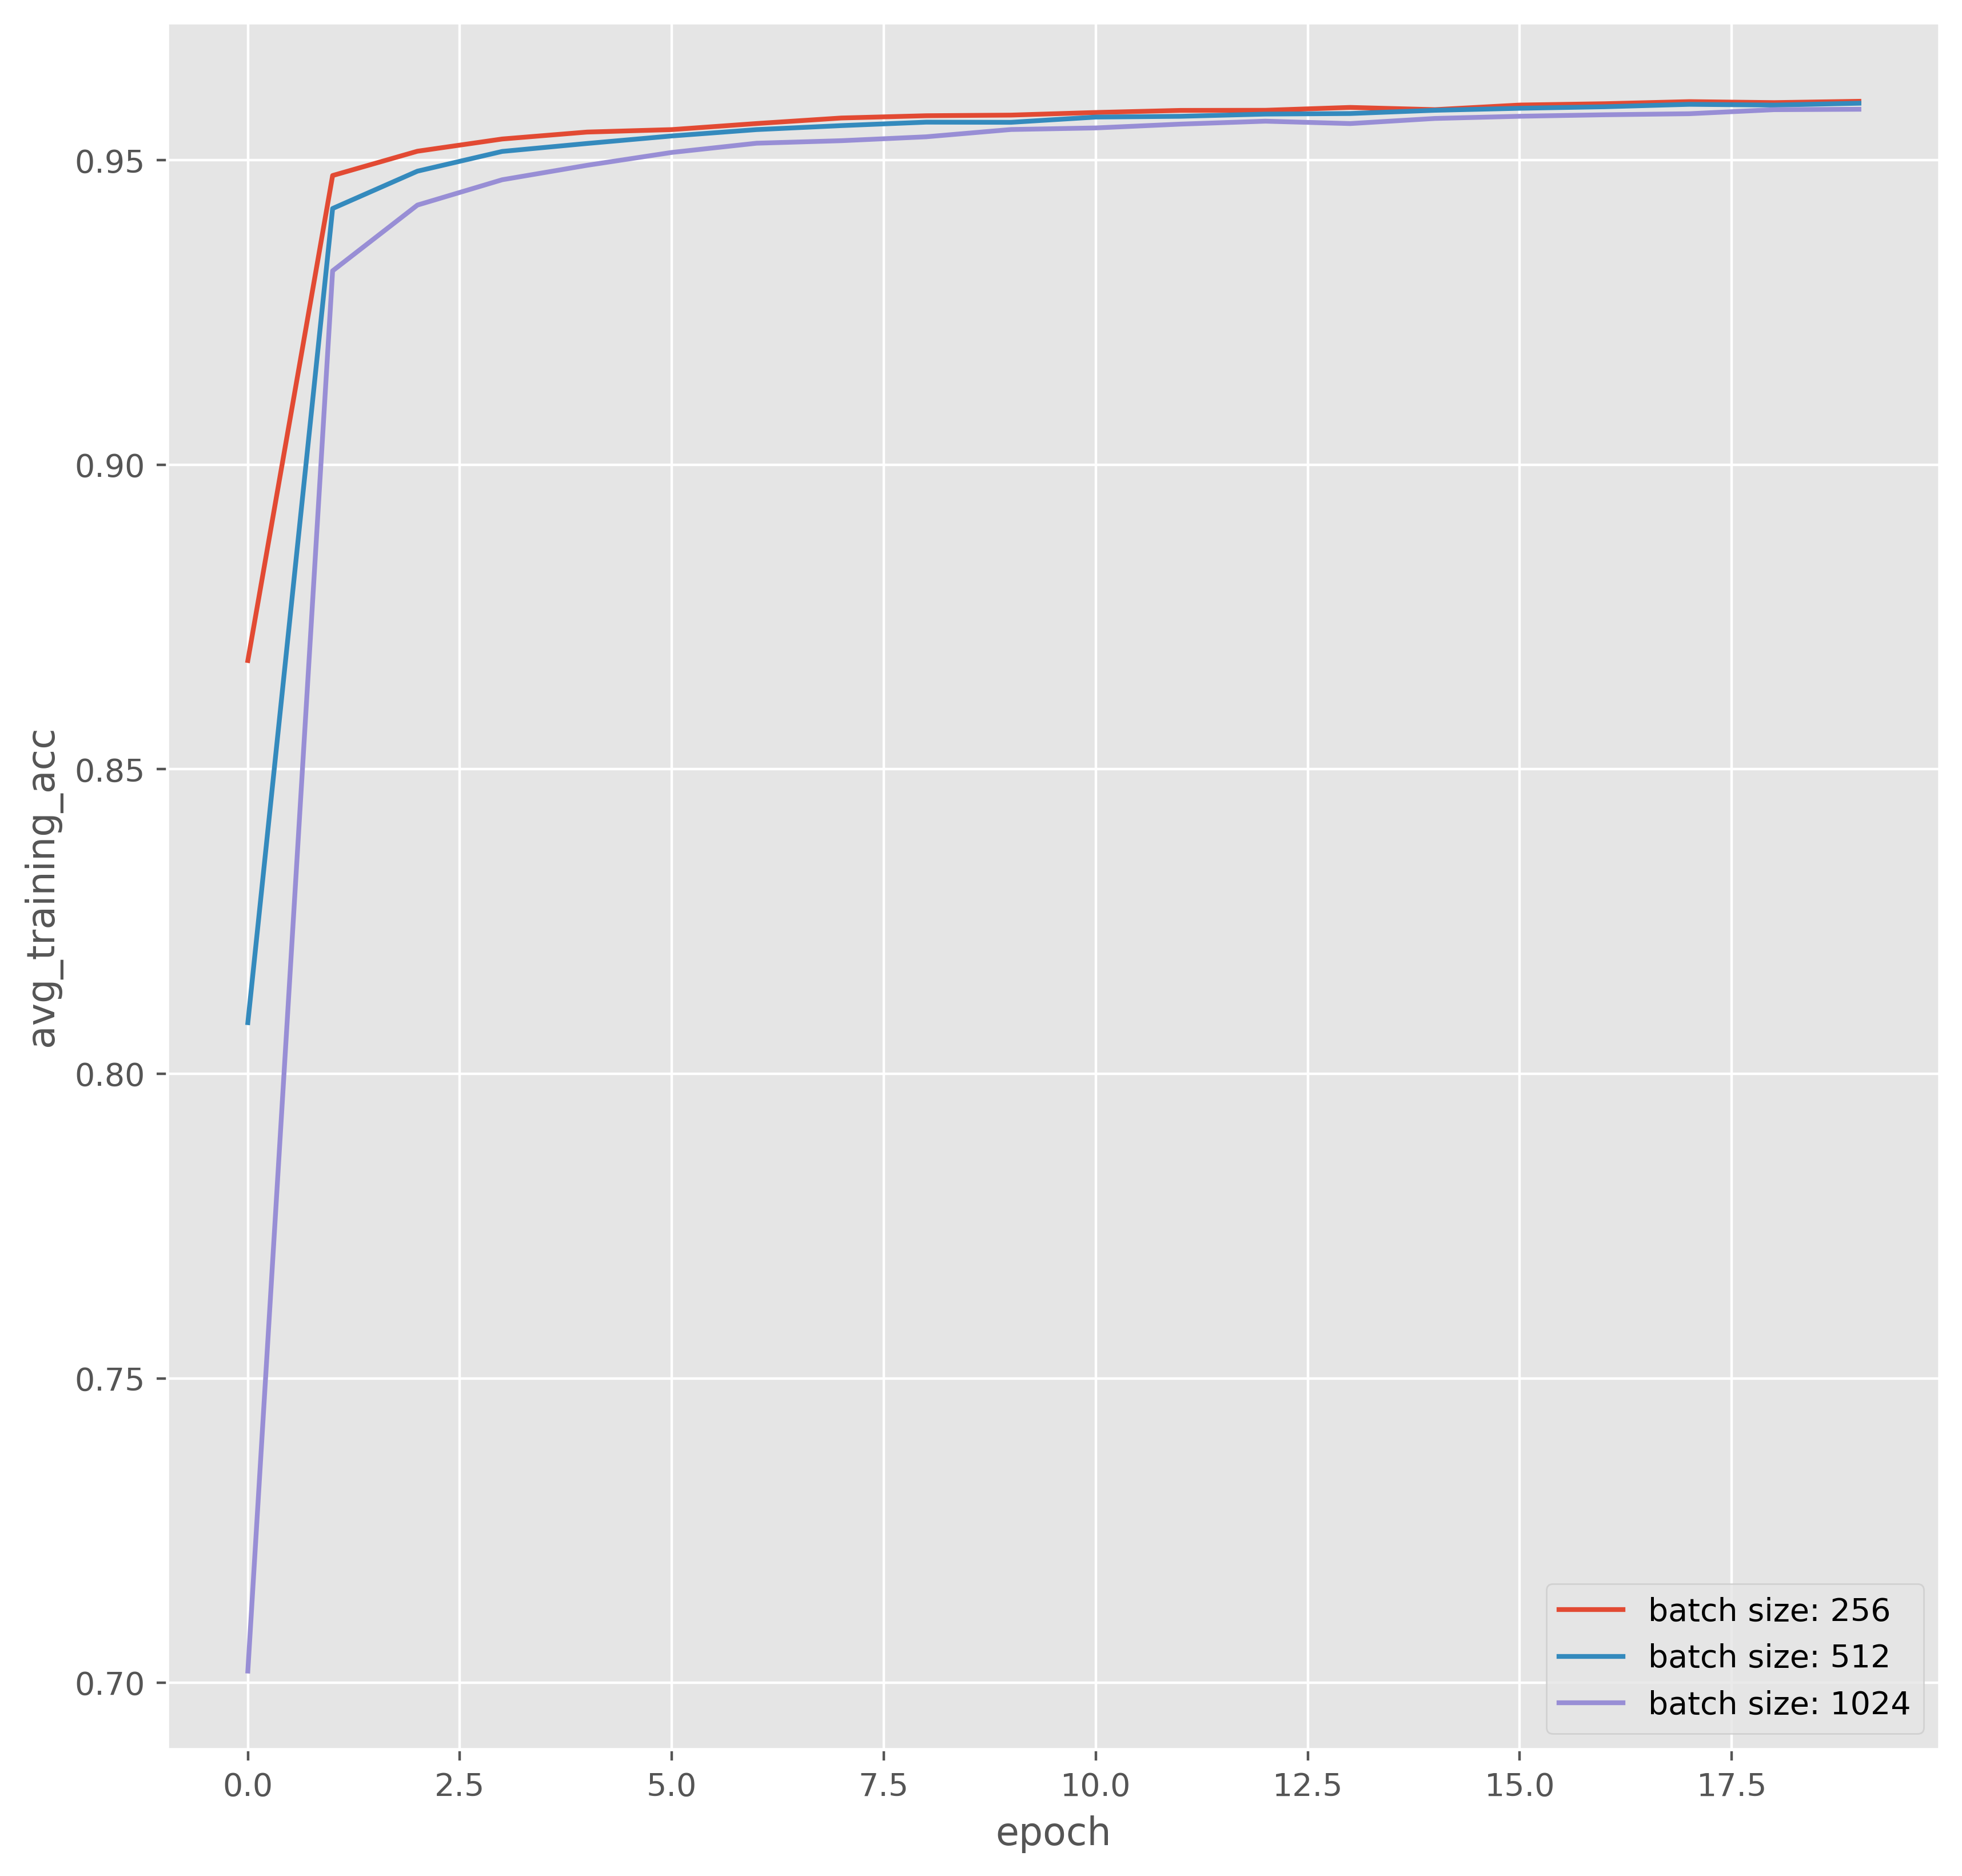 0.95
0.90
0.85
0.80
0.75
0.70
avg_training_acc
0.0 2.5 5.0 7.5 10.0 12.5 15.0 17.5
epoch
batch size: 256
batch size: 512
batch size: 1024